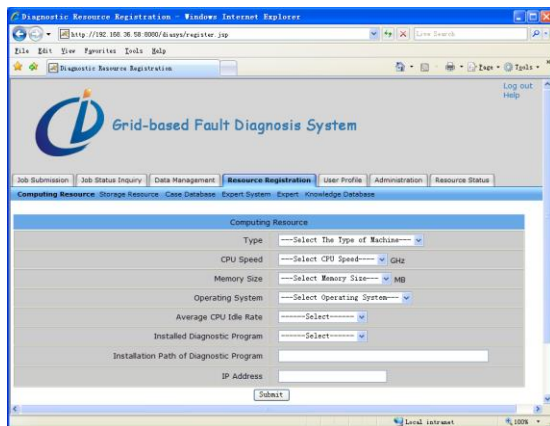 Diagnostic Resource Registration - Windows Internet Explorer
http://192.168.36.58:8080/diasys/register.jsp
Live Search
File Edit View Favorites Tools Help
Diagnostic Resource Registration
Page Tools
Log out
Help
Grid-based Fault Diagnosis System
Job Submission Job Status Inquiry Data Management Resource Registration User Profile Administration Resource Status
Computing Resource Storage Resource Case Database Expert System Expert Knowledge Database
Computing Resource
Type ---Select The Type of Machine---
CPU Speed ---Select CPU Speed---- GHz
Memory Size ---Select Memory Size--- MB
Operating System ---Select Operating System---
Average CPU Idle Rate ------Select------
Installed Diagnostic Program ------Select------
Installation Path of Diagnostic Program
IP Address
Submit
Local intranet 100%